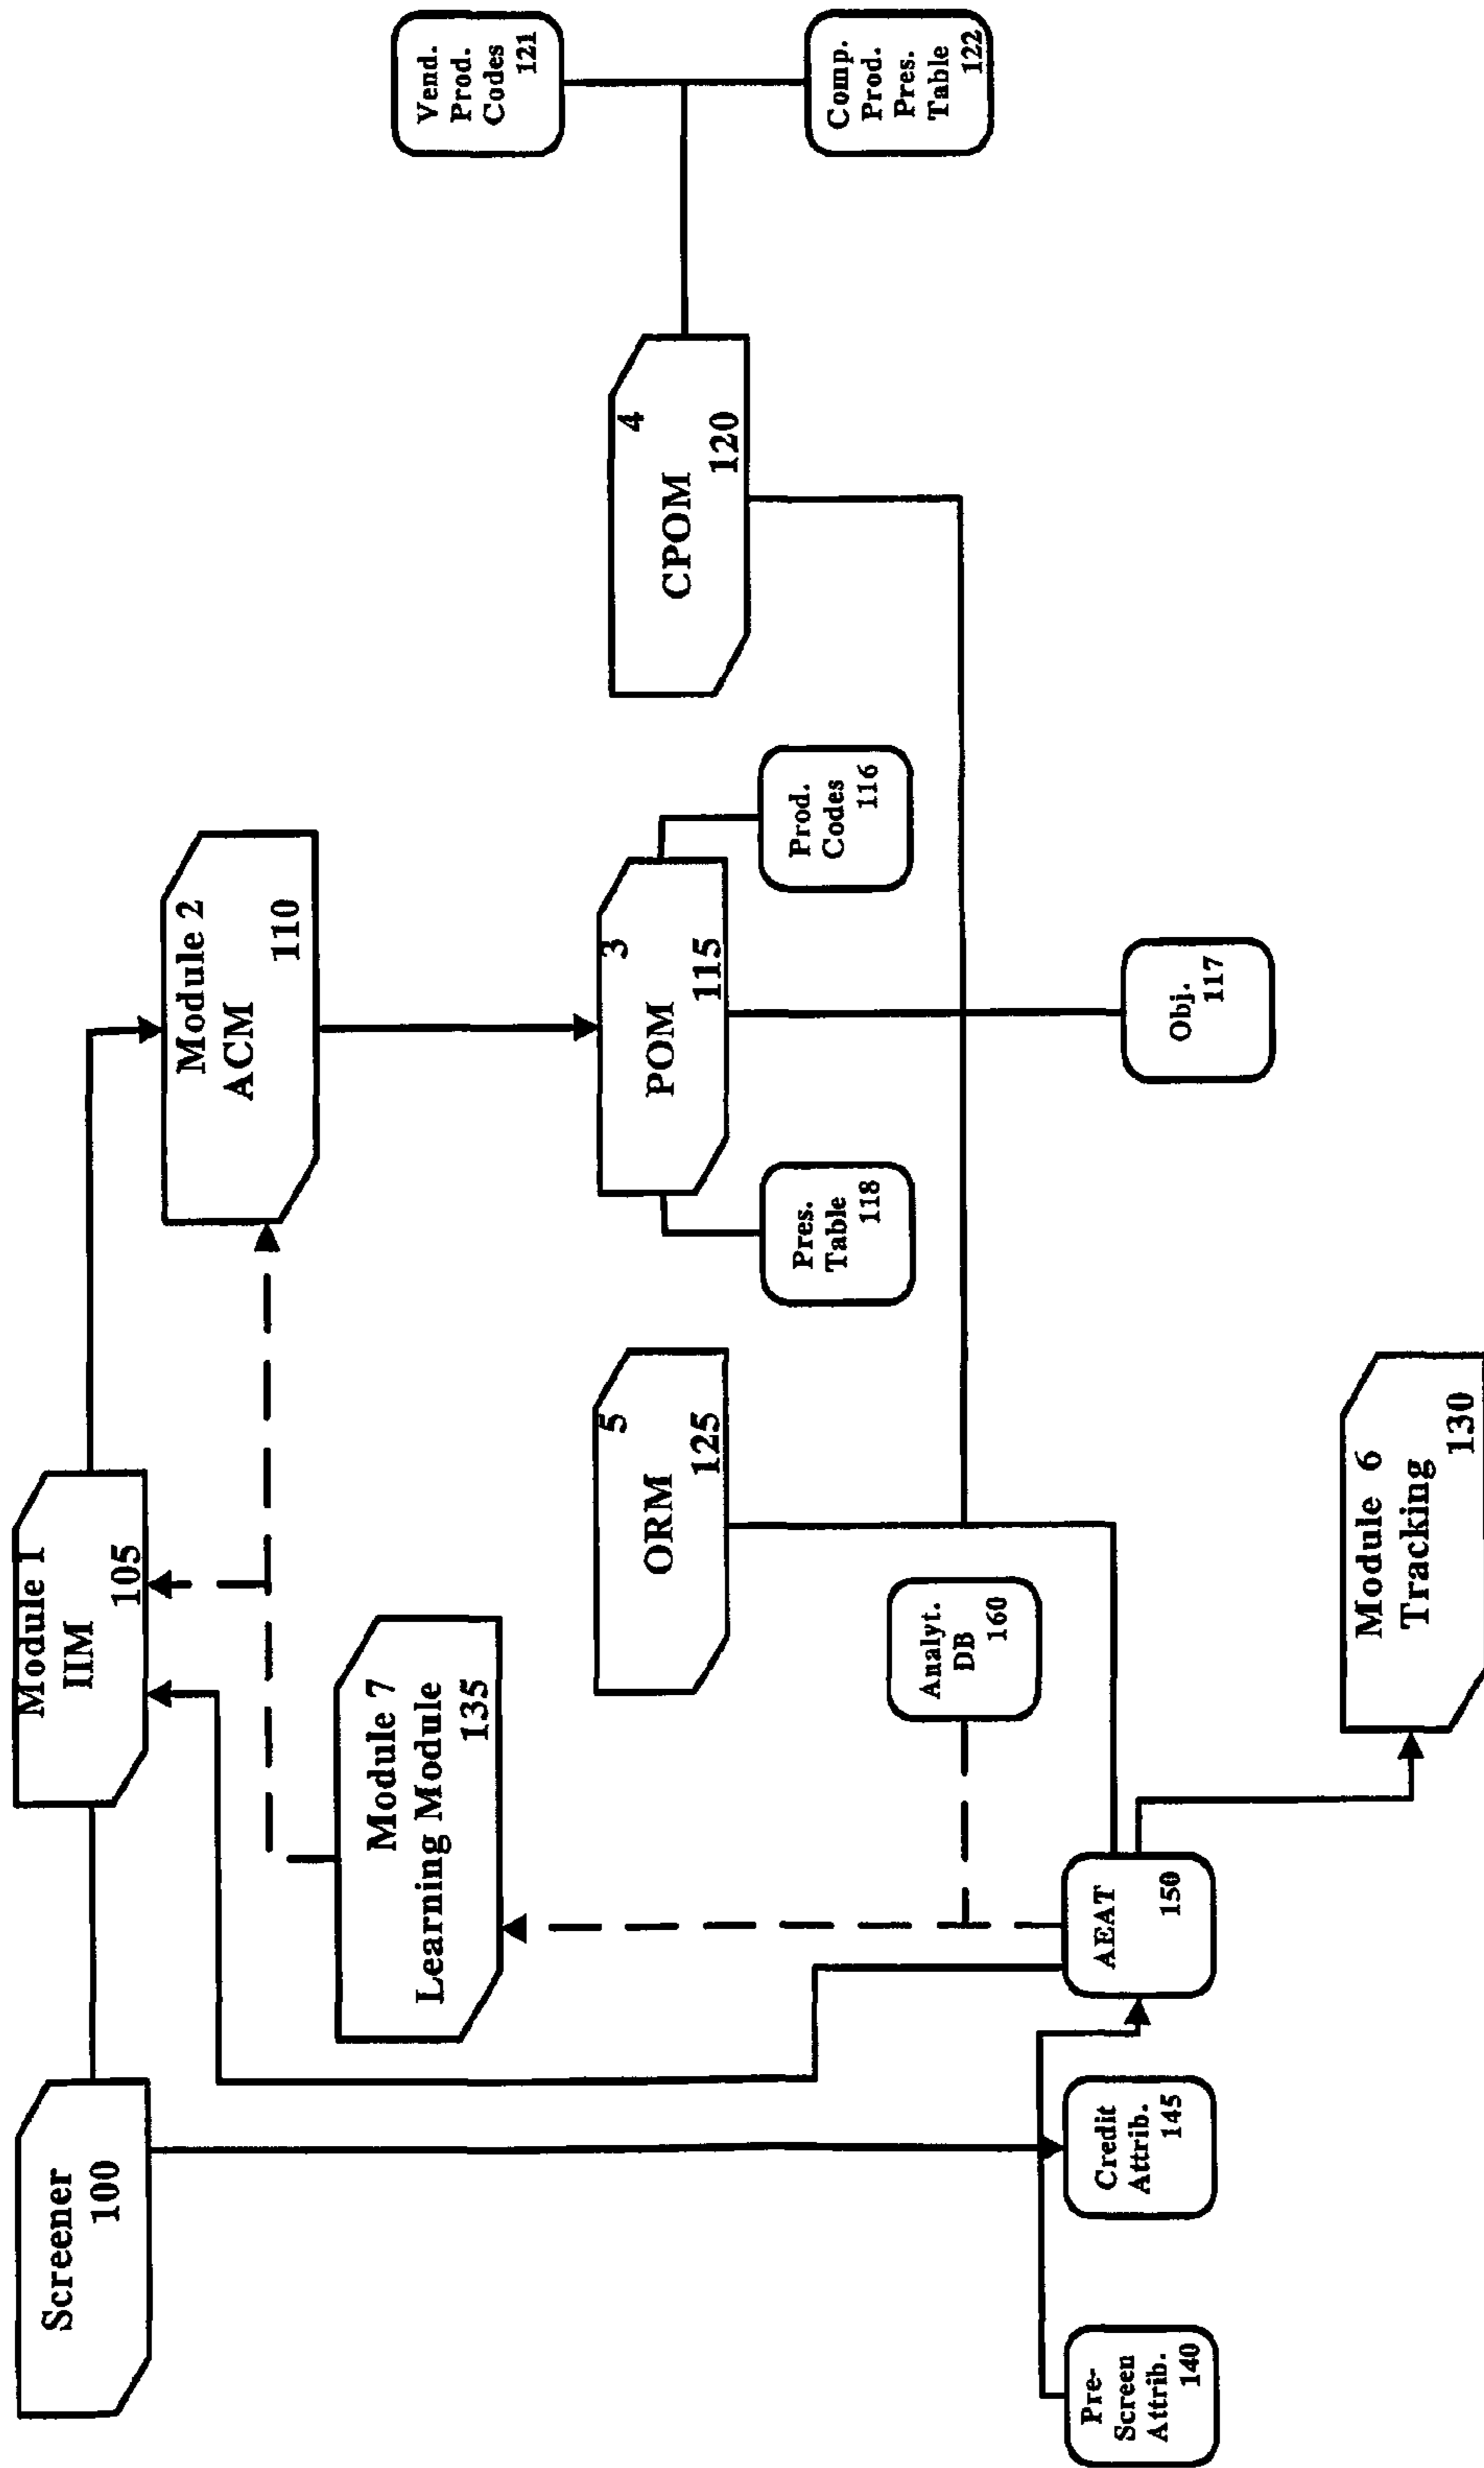 Screener
100
Module 1
IIM
105
Module 2
ACM
110
Module 7
Learning Module
135
Vend.
Prod.
Codes
121
ORM
5
125
POM
3
115
CPOM
4
120
Pres.
Table
118
Prod.
Codes
116
Comp.
Prod.
Pres.
Table
122
Analyt.
DB
160
Pre-
Screen
Attrib.
140
Credit
Attrib.
145
AEAT
150
Obj.
117
Module 6
Tracking
130